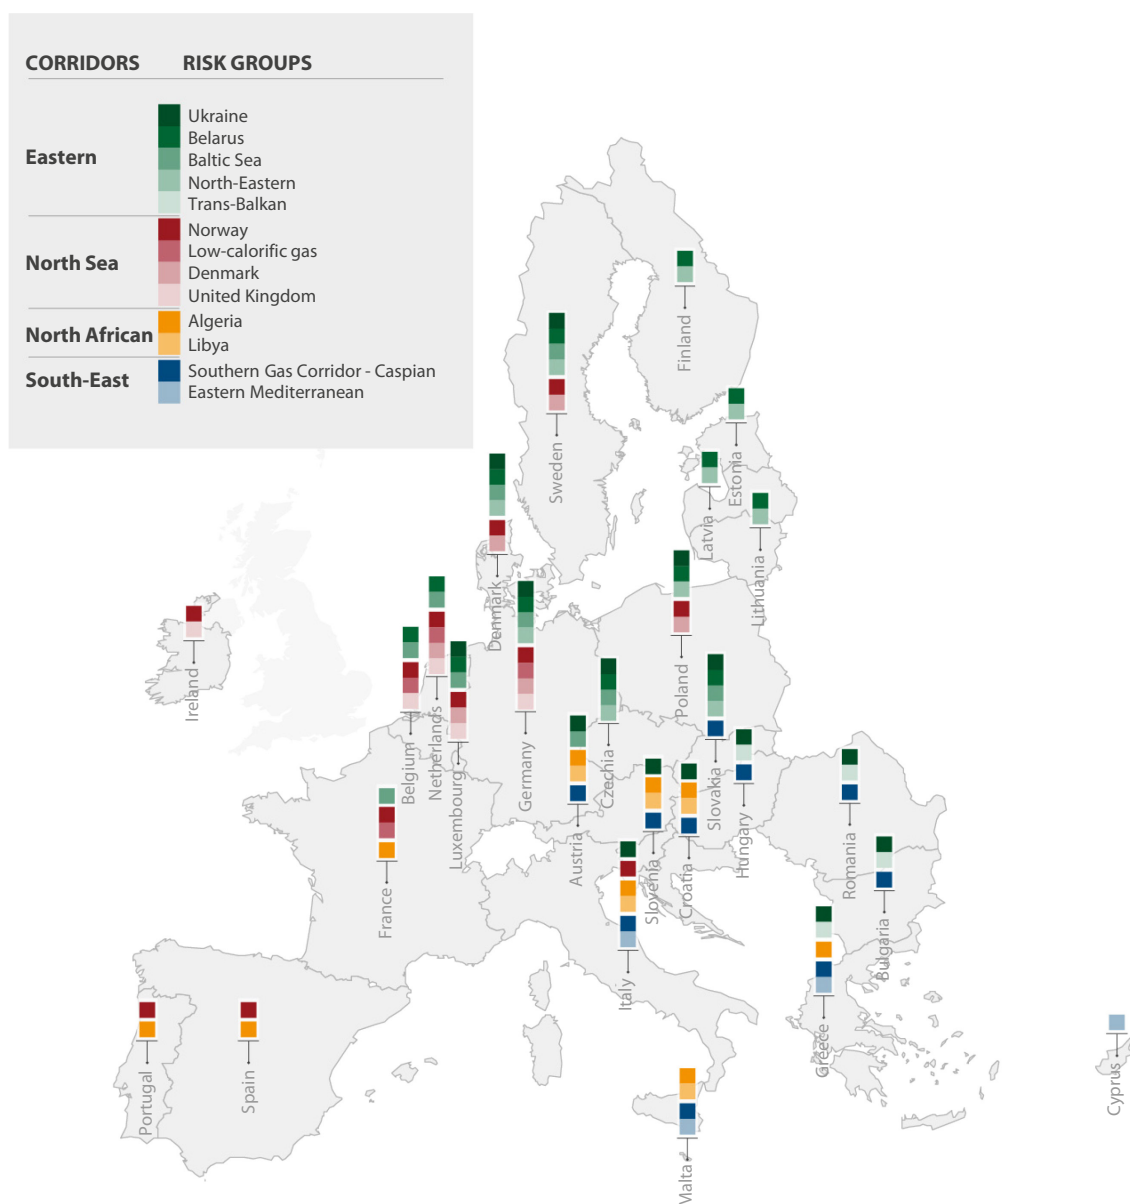 CORRIDORS RISK GROUPS
Eastern
Ukraine
Belarus
Baltic Sea
North-Eastern
Trans-Balkan
North Sea
Norway
Low-calorific gas
Denmark
United Kingdom
North African
Algeria
Libya
South-East
Southern Gas Corridor - Caspian
Eastern Mediterranean
Finland
Sweden
Estonia
Latvia
Lithuania
Denmark
Ireland
Netherlands
Belgium
Luxembourg
Germany
Poland
Czechia
Slovakia
Austria
Hungary
Slovenia
Croatia
Romania
Bulgaria
France
Italy
Greece
Portugal
Spain
Malta
Cyprus